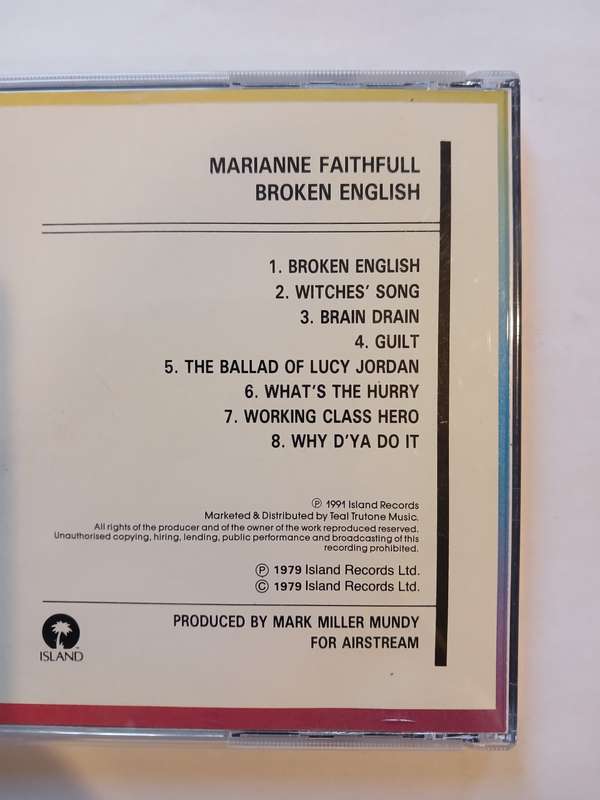 MARIANNE FAITHFULL
BROKEN ENGLISH
1. BROKEN ENGLISH
2. WITCHES' SONG
3. BRAIN DRAIN
4. GUILT
5. THE BALLAD OF LUCY JORDAN
6. WHAT'S THE HURRY
7. WORKING CLASS HERO
8. WHY D'YA DO IT
℗ 1991 Island Records
Marketed & Distributed by Teal Trutone Music.
All rights of the producer and of the owner of the work reproduced reserved.
Unauthorised copying, hiring, lending, public performance and broadcasting of this
recording prohibited.
℗ 1979 Island Records Ltd.
© 1979 Island Records Ltd.
PRODUCED BY MARK MILLER MUNDY
FOR AIRSTREAM
ISLAND